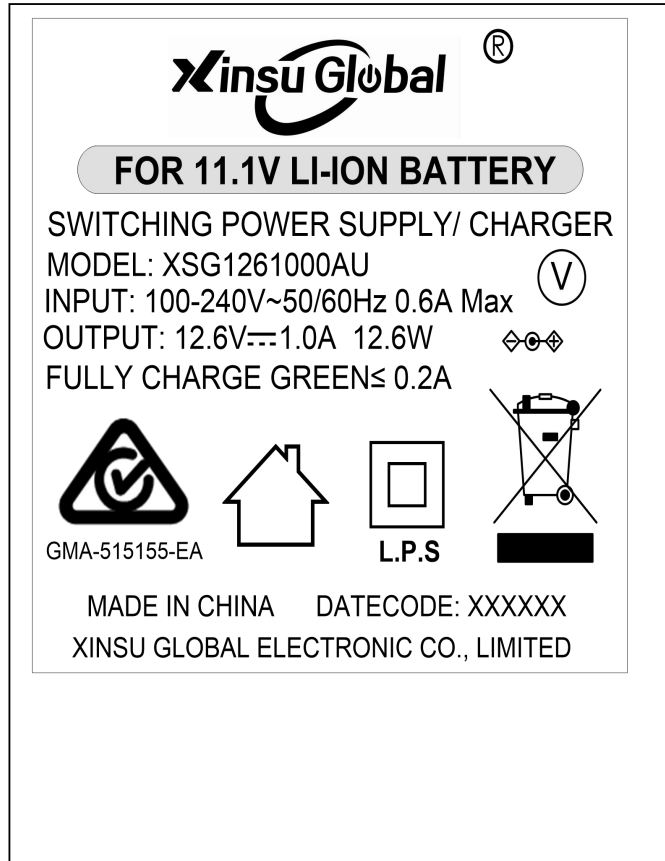 Xinsu Global ®
FOR 11.1V LI-ION BATTERY
SWITCHING POWER SUPPLY/ CHARGER
MODEL: XSG1261000AU
V
INPUT: 100-240V~50/60Hz 0.6A Max
OUTPUT: 12.6V⎓1.0A 12.6W
FULLY CHARGE GREEN≤ 0.2A
GMA-515155-EA
L.P.S
MADE IN CHINA DATECODE: XXXXXX
XINSU GLOBAL ELECTRONIC CO., LIMITED